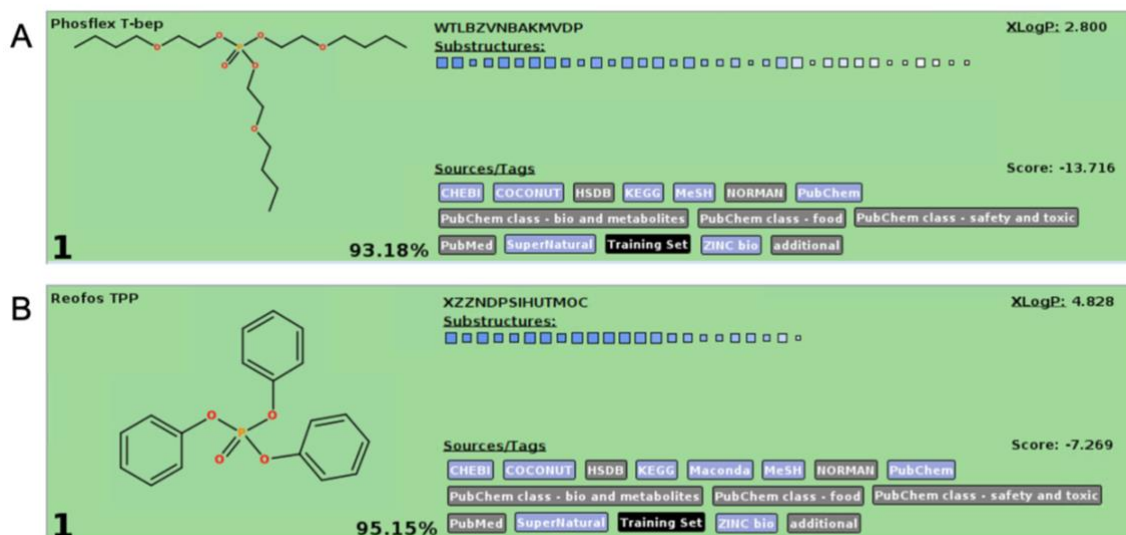 A
Phosflex T-bep
WTLBZVNBAKMVDP
XLogP: 2.800
Substructures:
O
O
P
O
O
O
O
O
Sources/Tags
Score: -13.716
CHEBI COCONUT HSDB KEGG MeSH NORMAN PubChem
PubChem class - bio and metabolites PubChem class - food PubChem class - safety and toxic
PubMed SuperNatural Training Set ZINC bio additional
1
93.18%
B
Reofos TPP
XZZNDPSIHUTMOC
XLogP: 4.828
Substructures:
O
O
P
O
O
Sources/Tags
Score: -7.269
CHEBI COCONUT HSDB KEGG Maconda MeSH NORMAN PubChem
PubChem class - bio and metabolites PubChem class - food PubChem class - safety and toxic
PubMed SuperNatural Training Set ZINC bio additional
1
95.15%